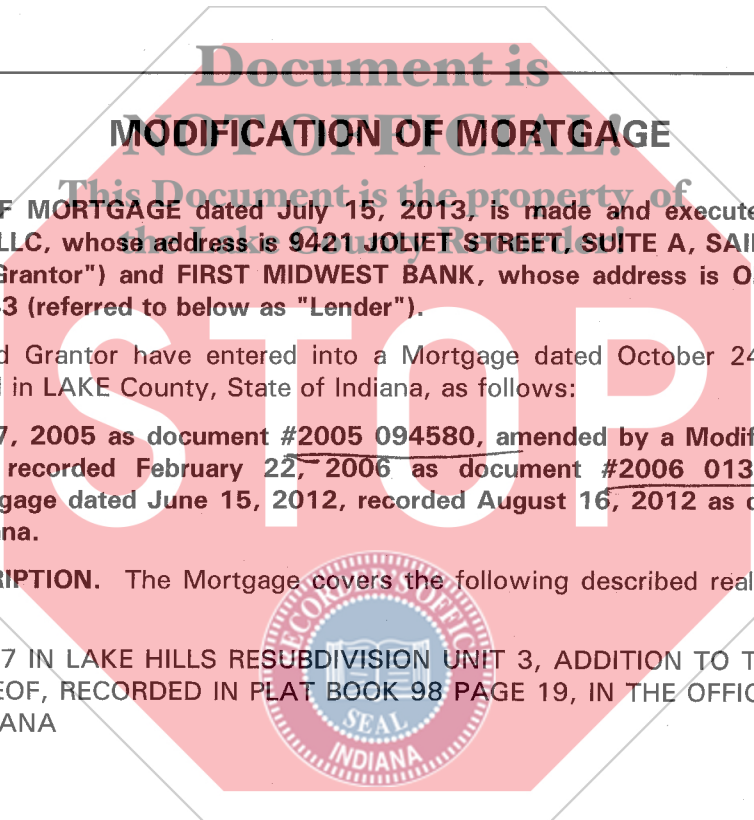 Document is
NOT OFFICIAL!
MODIFICATION OF MORTGAGE
This Document is the property of
the Lake County Recorder!
F MORTGAGE dated July 15, 2013, is made and execute
LLC, whose address is 9421 JOLIET STREET, SUITE A, SAI
Grantor") and FIRST MIDWEST BANK, whose address is O
3 (referred to below as "Lender").
d Grantor have entered into a Mortgage dated October 24
in LAKE County, State of Indiana, as follows:
7, 2005 as document #2005 094580, amended by a Modif
recorded February 22, 2006 as document #2006 013
gage dated June 15, 2012, recorded August 16, 2012 as d
na.
RIPTION. The Mortgage covers the following described real
7 IN LAKE HILLS RESUBDIVISION UNIT 3, ADDITION TO T
EOF, RECORDED IN PLAT BOOK 98 PAGE 19, IN THE OFFIC
ANA
STOP
RECORDER'S OFFICE
SEAL
INDIANA